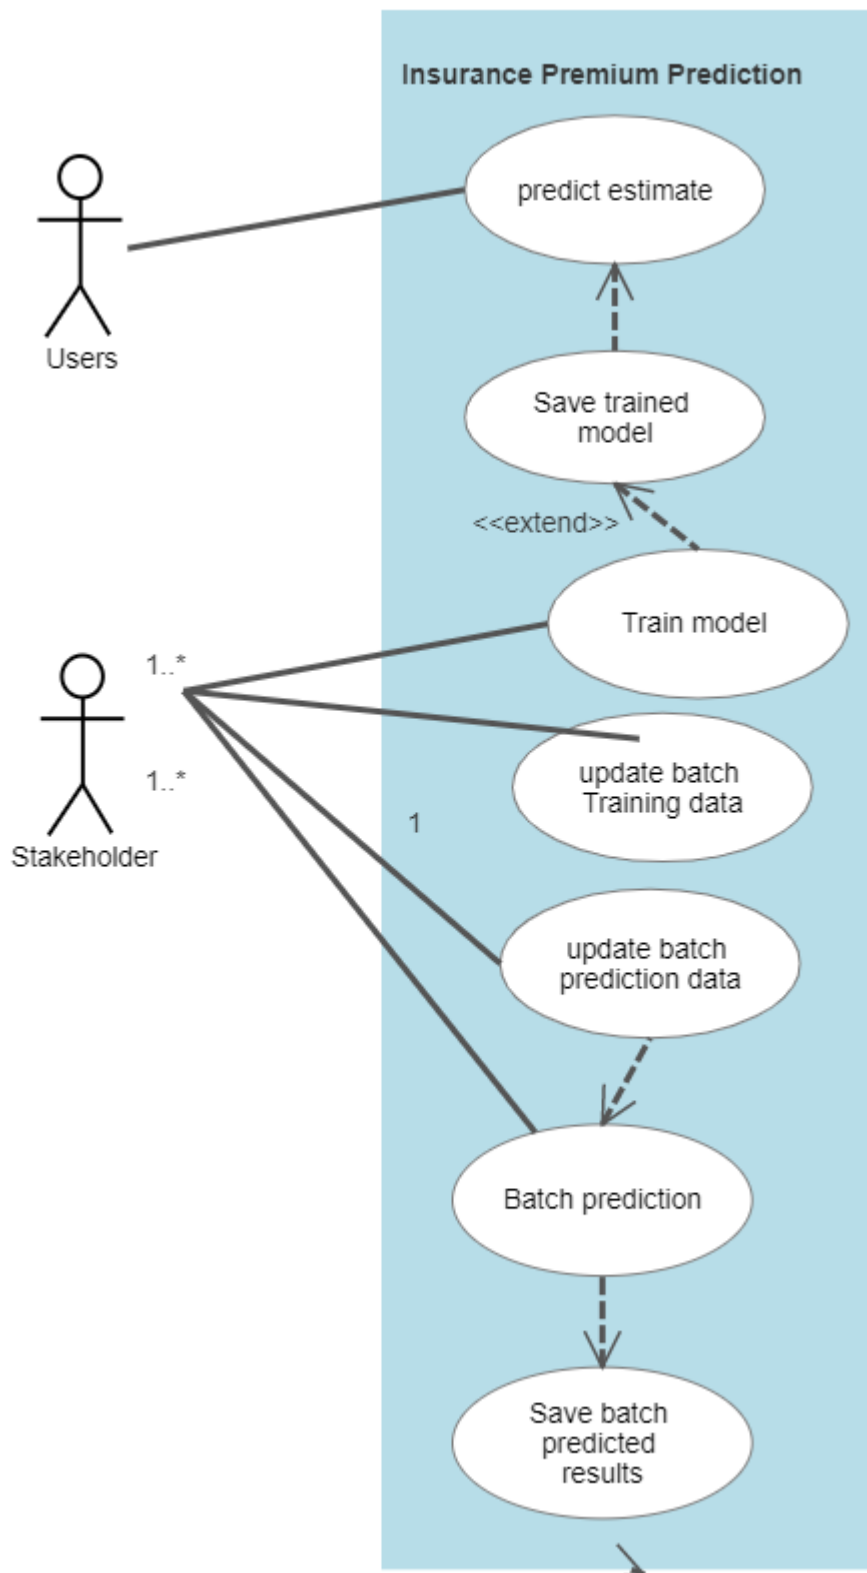 Insurance Premium Prediction
predict estimate
Users
Save trained
model
<<extend>>
Train model
1..*
1..*
Stakeholder
update batch
Training data
1
update batch
prediction data
Batch prediction
Save batch
predicted
results